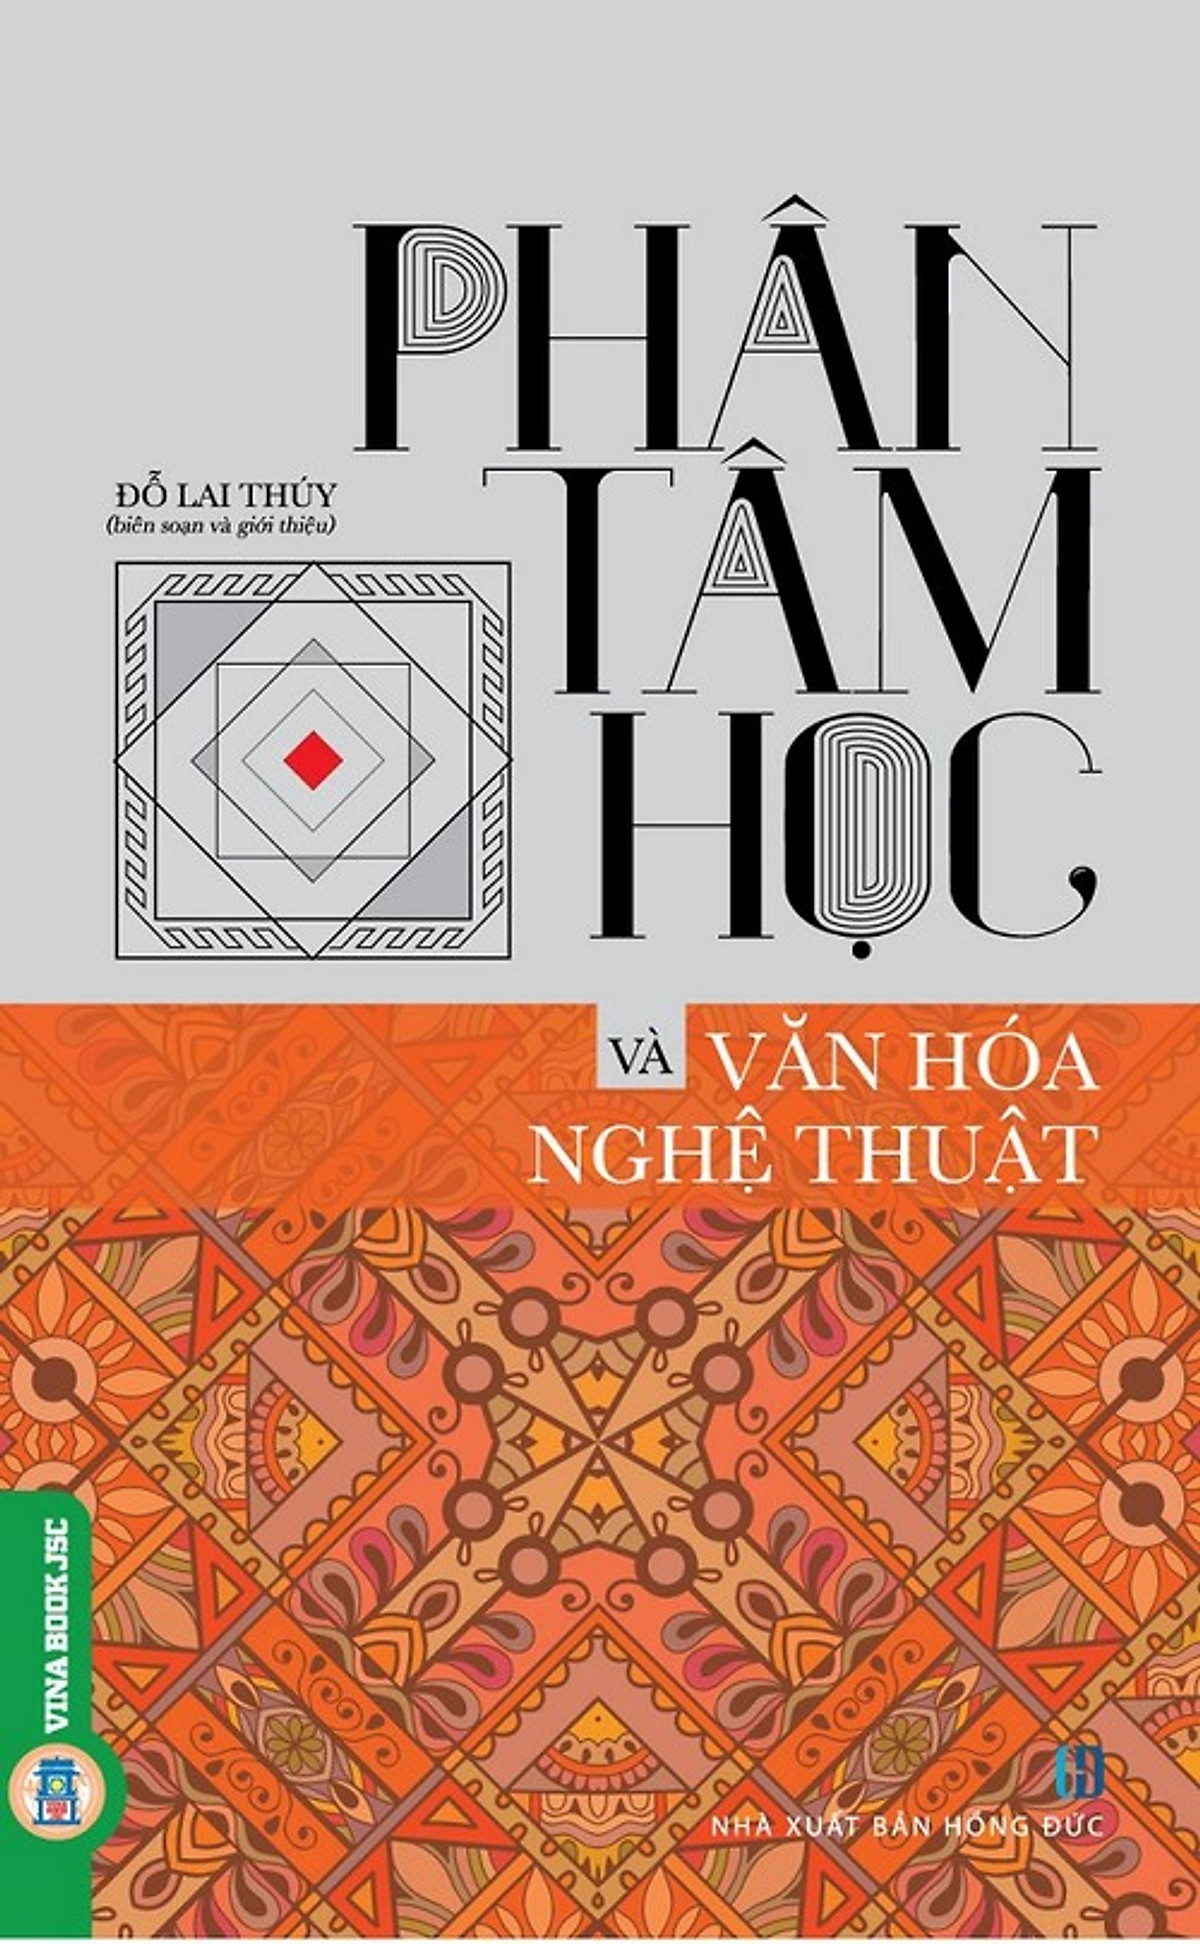 PHÂN
TÂM
HỌC
ĐỖ LAI THÚY
(biên soạn và giới thiệu)
VÀ VĂN HÓA
NGHỆ THUẬT
VINA BOOK.JSC
NHÀ XUẤT BẢN HỒNG ĐỨC